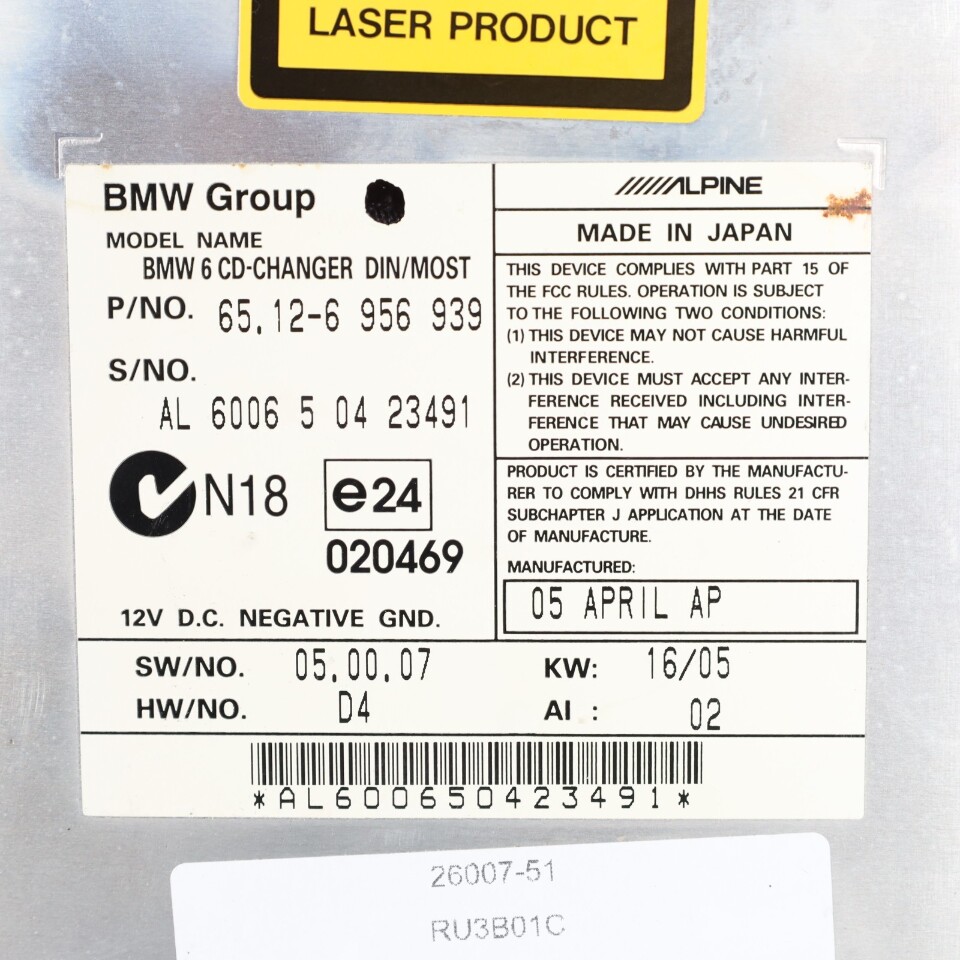 LASER PRODUCT
BMW Group
MODEL NAME
BMW 6 CD-CHANGER DIN/MOST
P/NO. 65.12-6 956 939
S/NO.
AL 6006 5 04 23491
N18
e24
020469
12V D.C. NEGATIVE GND.
ALPINE
MADE IN JAPAN
THIS DEVICE COMPLIES WITH PART 15 OF
THE FCC RULES. OPERATION IS SUBJECT
TO THE FOLLOWING TWO CONDITIONS:
(1) THIS DEVICE MAY NOT CAUSE HARMFUL
INTERFERENCE.
(2) THIS DEVICE MUST ACCEPT ANY INTER-
FERENCE RECEIVED INCLUDING INTER-
FERENCE THAT MAY CAUSE UNDESIRED
OPERATION.
PRODUCT IS CERTIFIED BY THE MANUFACTU-
RER TO COMPLY WITH DHHS RULES 21 CFR
SUBCHAPTER J APPLICATION AT THE DATE
OF MANUFACTURE.
MANUFACTURED:
05 APRIL AP
SW/NO. 05.00.07 KW: 16/05
HW/NO. D4 AI : 02
*AL600650423491*
26007-51
RU3B01C